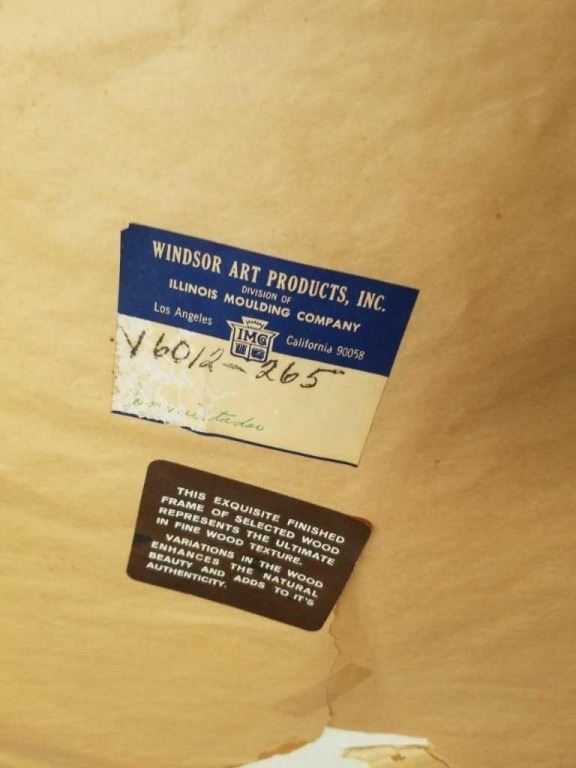 WINDSOR ART PRODUCTS, INC.
DIVISION OF
ILLINOIS MOULDING COMPANY
Los Angeles
IMC
California 90058
Y6012-265
THIS EXQUISITE FINISHED
FRAME OF SELECTED WOOD
REPRESENTS THE ULTIMATE
IN FINE WOOD TEXTURE.
VARIATIONS IN THE WOOD
ENHANCES THE NATURAL
BEAUTY AND ADDS TO IT'S
AUTHENTICITY.